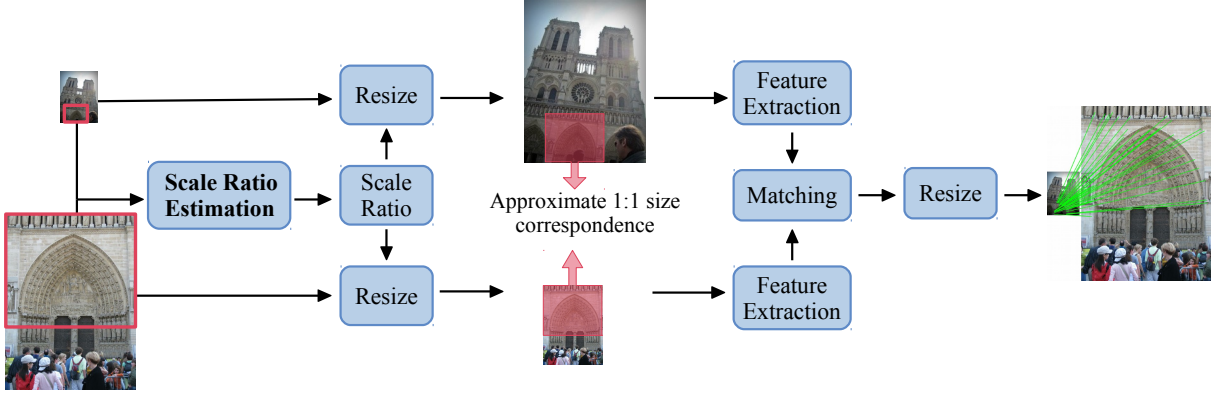 Resize
Feature
Extraction
Scale Ratio
Estimation
Scale
Ratio
Approximate 1:1 size
correspondence
Matching
Resize
Resize
Feature
Extraction